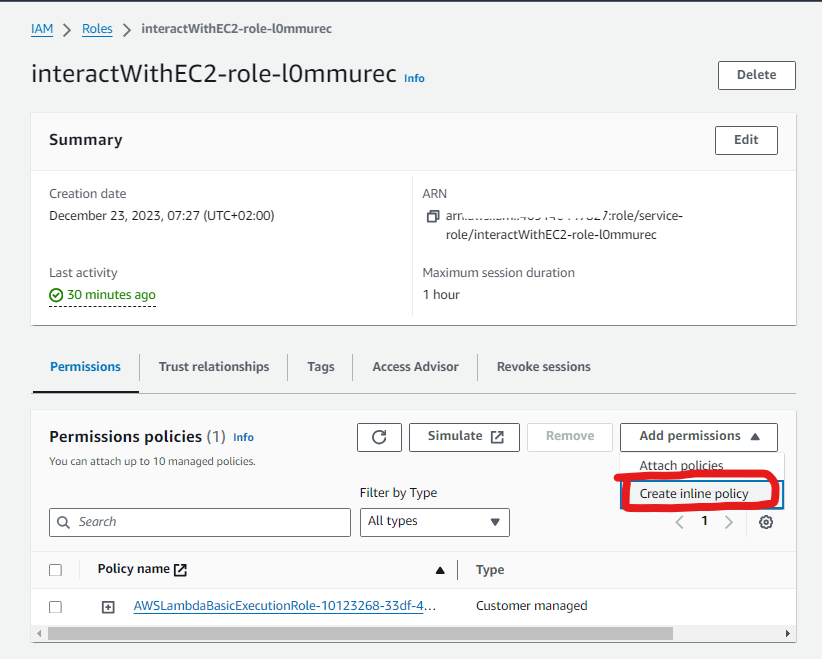 IAM > Roles > interactWithEC2-role-l0mmurec
interactWithEC2-role-l0mmurec Info
Delete
Summary
Edit
Creation date
December 23, 2023, 07:27 (UTC+02:00)
ARN
:role/service-
role/interactWithEC2-role-l0mmurec
Last activity
30 minutes ago
Maximum session duration
1 hour
Permissions
Trust relationships
Tags
Access Advisor
Revoke sessions
Permissions policies (1) Info
You can attach up to 10 managed policies.
Simulate
Remove
Add permissions
Attach policies
Create inline policy
Filter by Type
Search
All types
1
Policy name
Type
AWSLambdaBasicExecutionRole-10123268-33df-4...
Customer managed